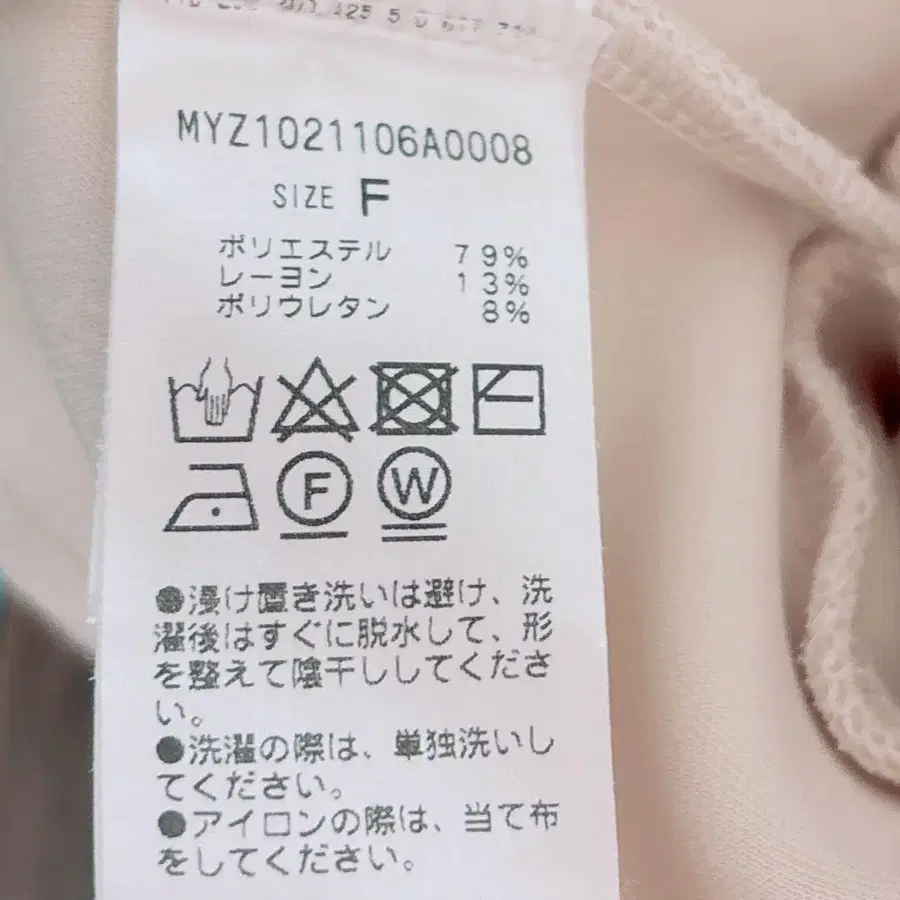 MYZ1021106A0008
SIZE F
ポリエステル 79%
レーヨン 13%
ポリウレタン 8%
F W
●浸け置き洗いは避け、洗
濯後はすぐに脱水して、形
を整えて陰干ししてくださ
い。
●洗濯の際は、単独洗いし
てください。
●アイロンの際は、当て布
をしてください。